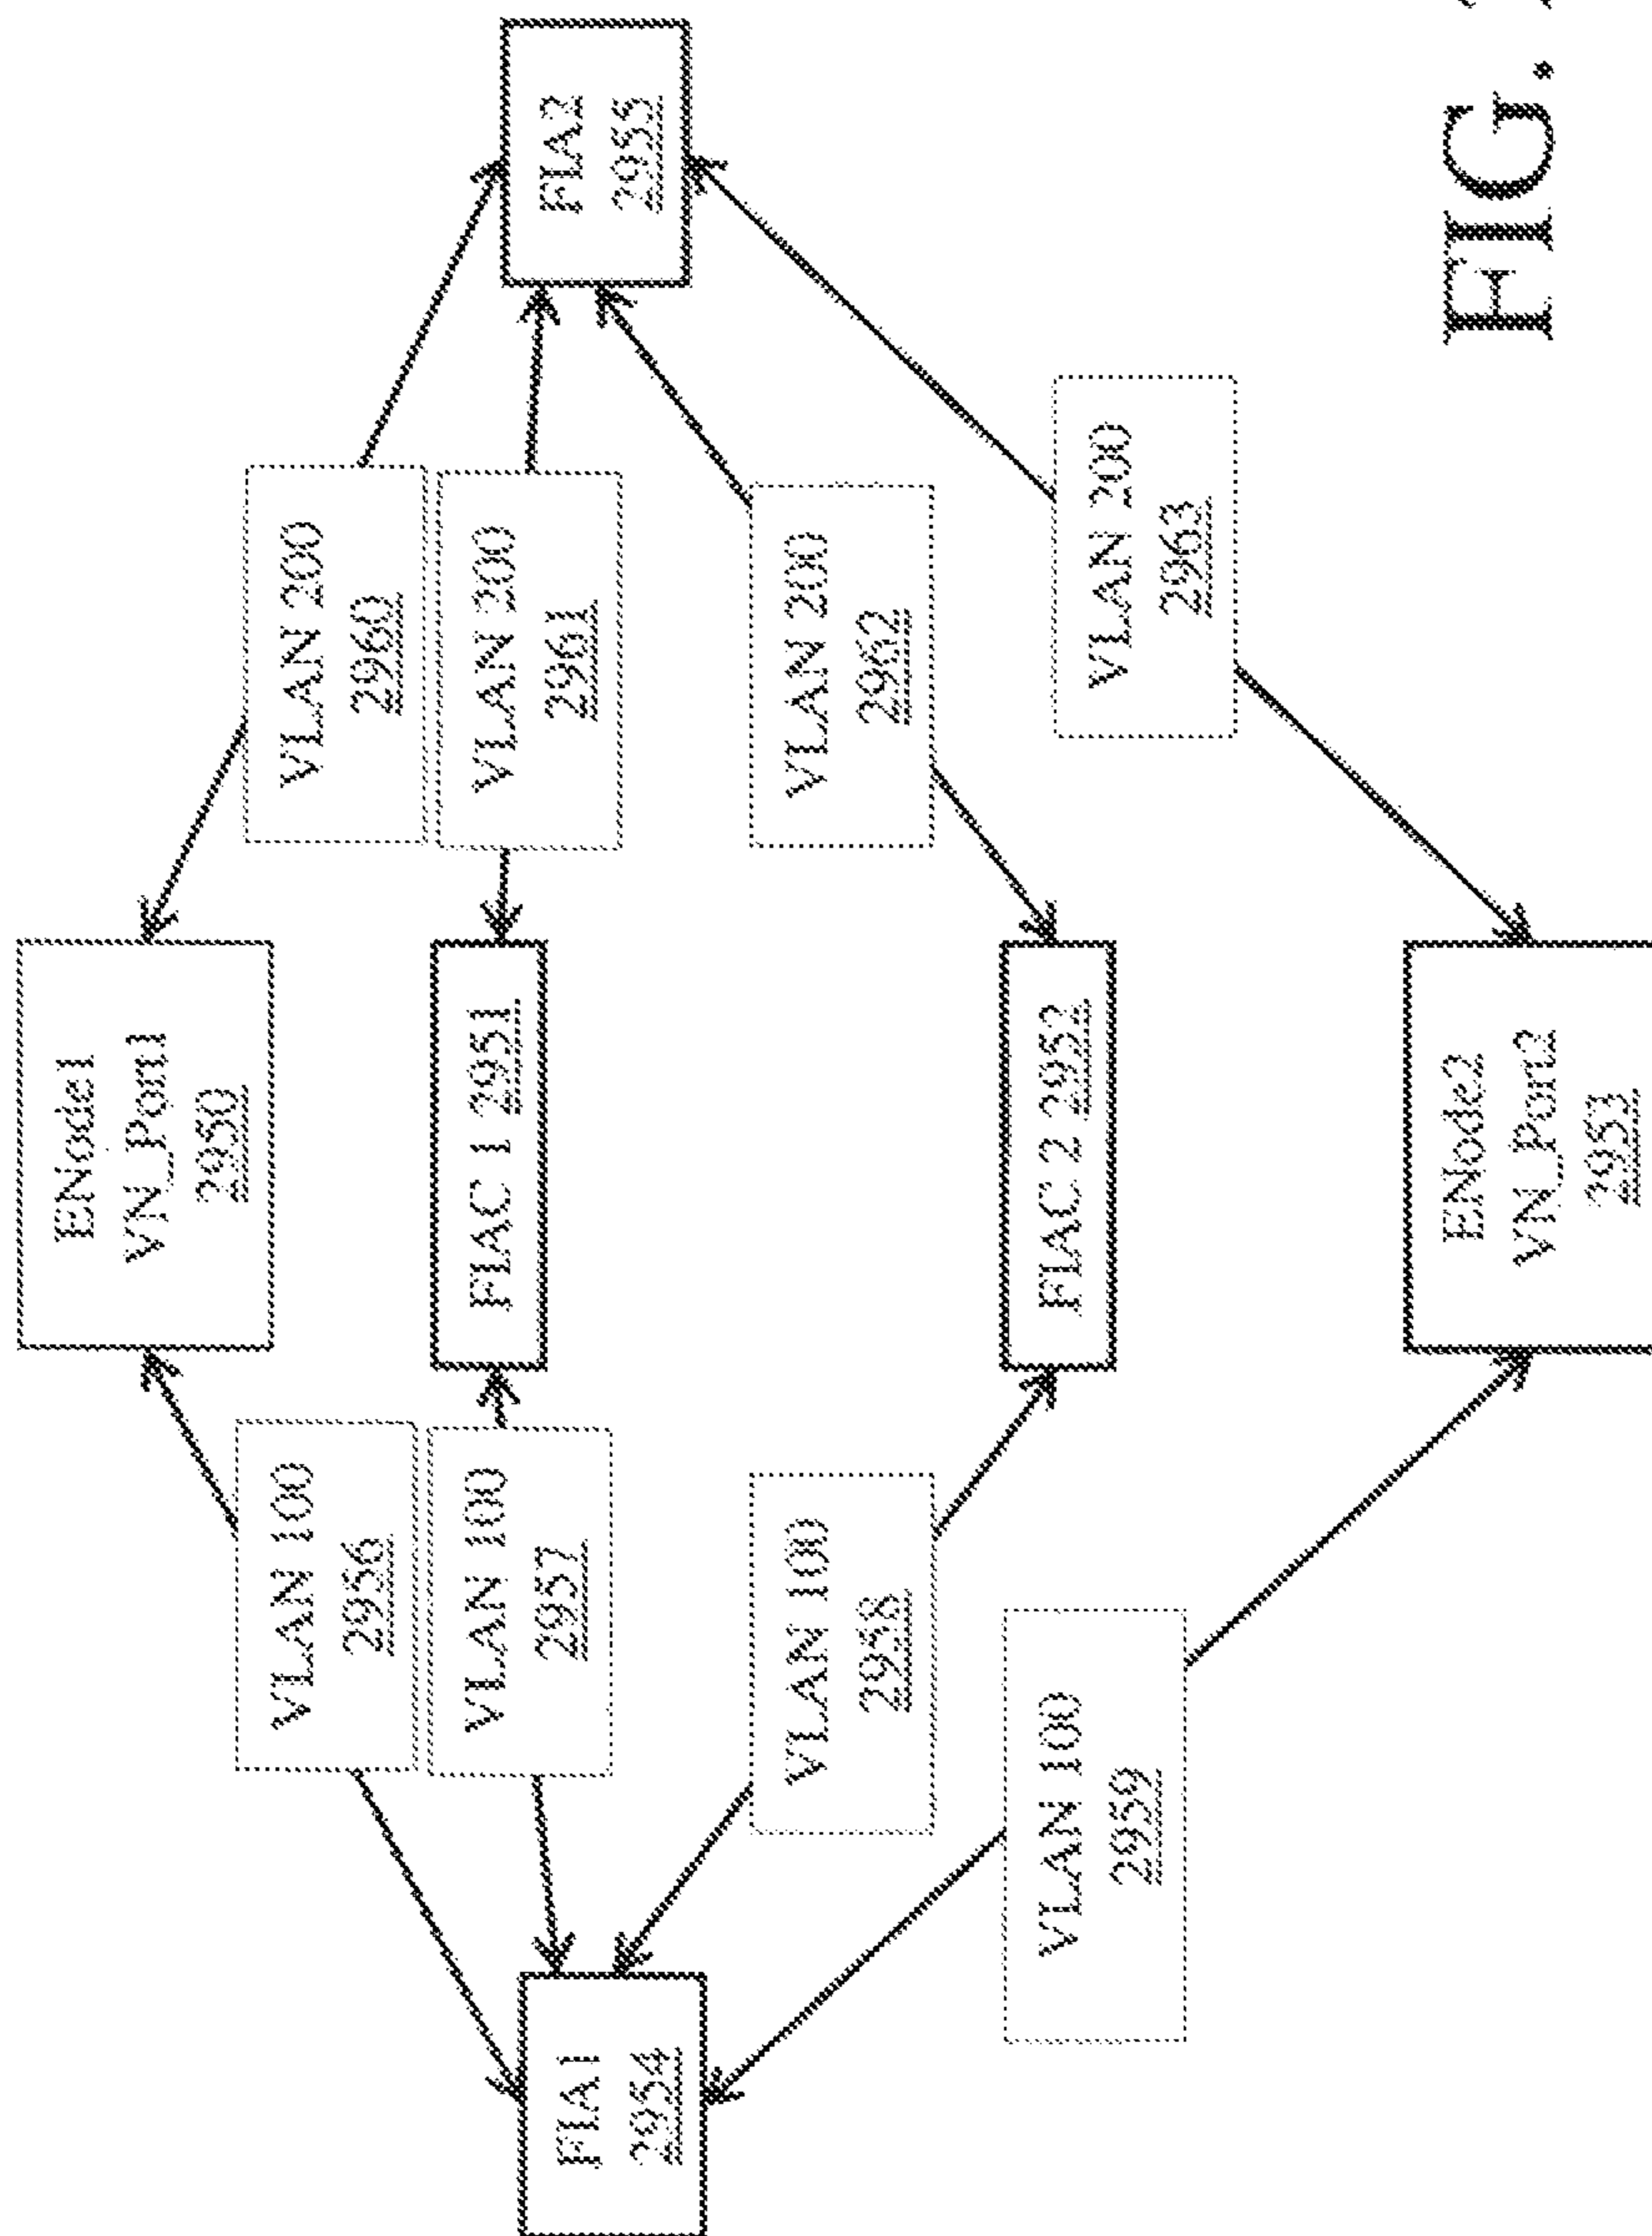 ENode1
VN_Port1
2950
VLAN 100
2956
VLAN 200
2960
VLAN 100
2957
FIAC 1 2951
VLAN 200
2961
FIA1
2954
FIA2
2955
VLAN 100
2958
VLAN 200
2962
FIAC 2 2952
VLAN 100
2959
VLAN 200
2963
ENode2
VN_Port2
2953
FIG.